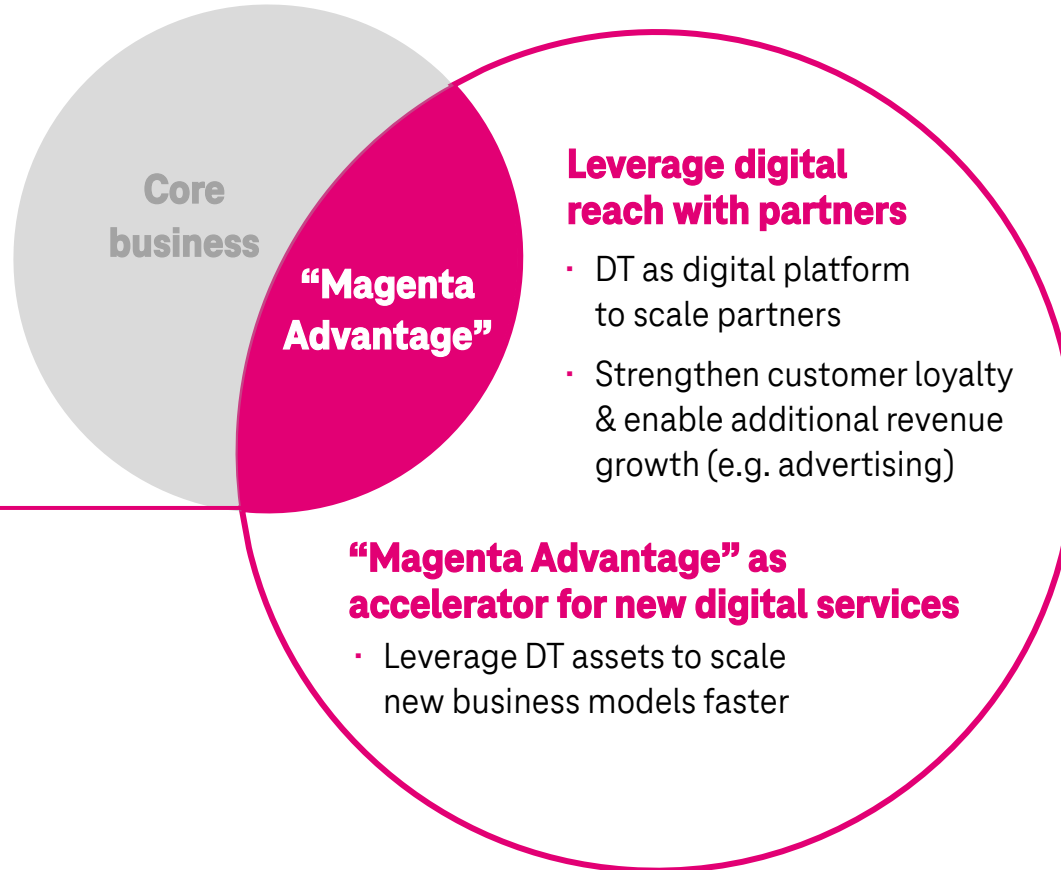 Core
business
“Magenta
Advantage”
Leverage digital
reach with partners
· DT as digital platform
to scale partners
· Strengthen customer loyalty
& enable additional revenue
growth (e.g. advertising)
“Magenta Advantage” as
accelerator for new digital services
· Leverage DT assets to scale
new business models faster